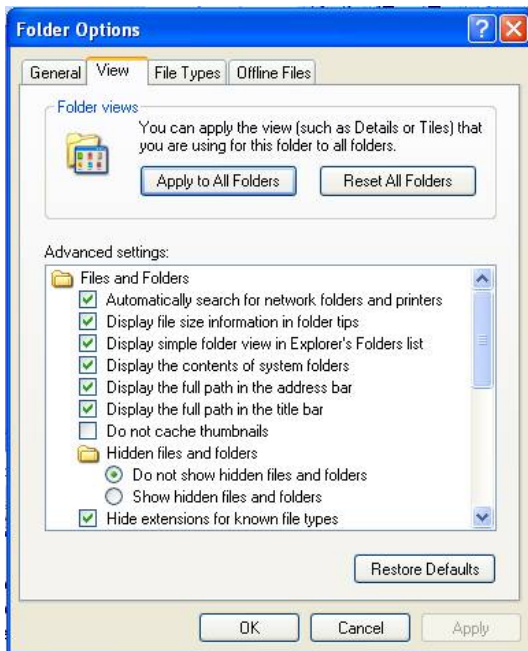 Folder Options
General View File Types Offline Files
Folder views
You can apply the view (such as Details or Tiles) that
you are using for this folder to all folders.
Apply to All Folders Reset All Folders
Advanced settings:
Files and Folders
Automatically search for network folders and printers
Display file size information in folder tips
Display simple folder view in Explorer's Folders list
Display the contents of system folders
Display the full path in the address bar
Display the full path in the title bar
Do not cache thumbnails
Hidden files and folders
Do not show hidden files and folders
Show hidden files and folders
Hide extensions for known file types
Restore Defaults
OK Cancel Apply